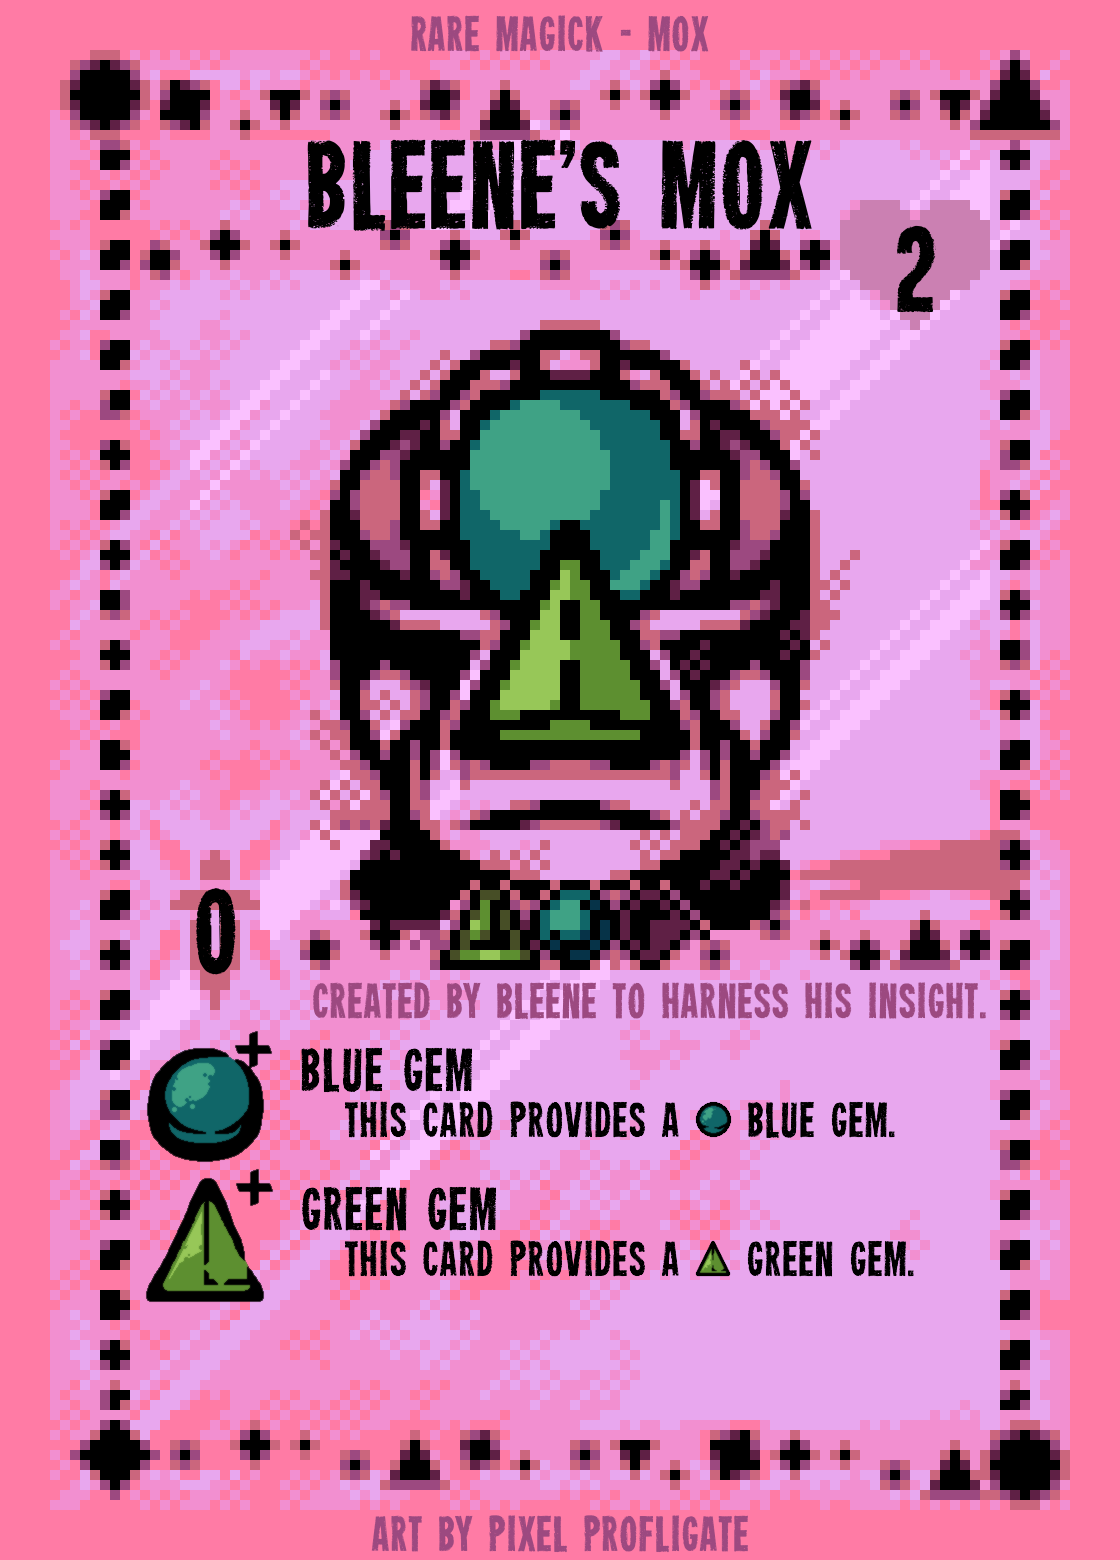 RARE MAGICK - MOX
BLEENE'S MOX
2
0
CREATED BY BLEENE TO HARNESS HIS INSIGHT.
BLUE GEM
THIS CARD PROVIDES A BLUE GEM.
GREEN GEM
THIS CARD PROVIDES A GREEN GEM.
ART BY PIXEL PROFLIGATE